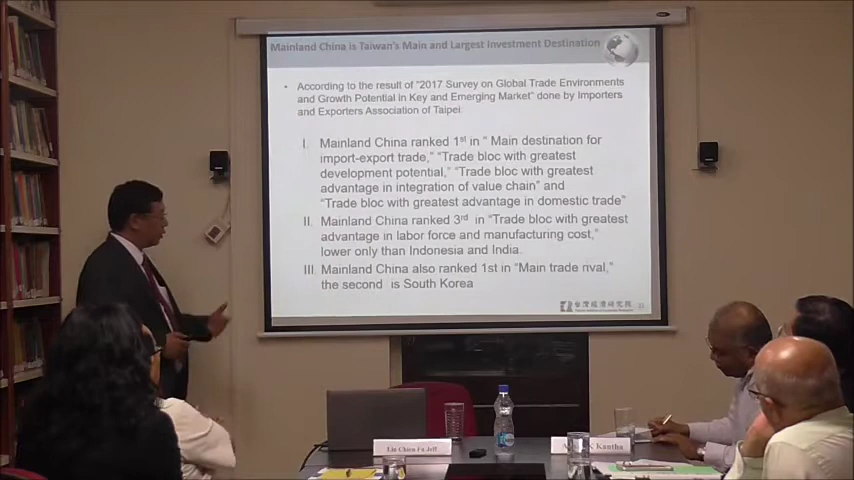 Mainland China is Taiwan's Main and Largest Investment Destination
• According to the result of "2017 Survey on Global Trade Environments
and Growth Potential in Key and Emerging Market" done by Importers
and Exporters Association of Taipei:
I. Mainland China ranked 1st in " Main destination for
import-export trade," "Trade bloc with greatest
development potential," "Trade bloc with greatest
advantage in integration of value chain" and
"Trade bloc with greatest advantage in domestic trade"
II. Mainland China ranked 3rd in "Trade bloc with greatest
advantage in labor force and manufacturing cost,"
lower only than Indonesia and India.
III. Mainland China also ranked 1st in "Main trade rival,"
the second is South Korea
台灣經濟研究院
Liu Chien Fu Jeff
K Kantha